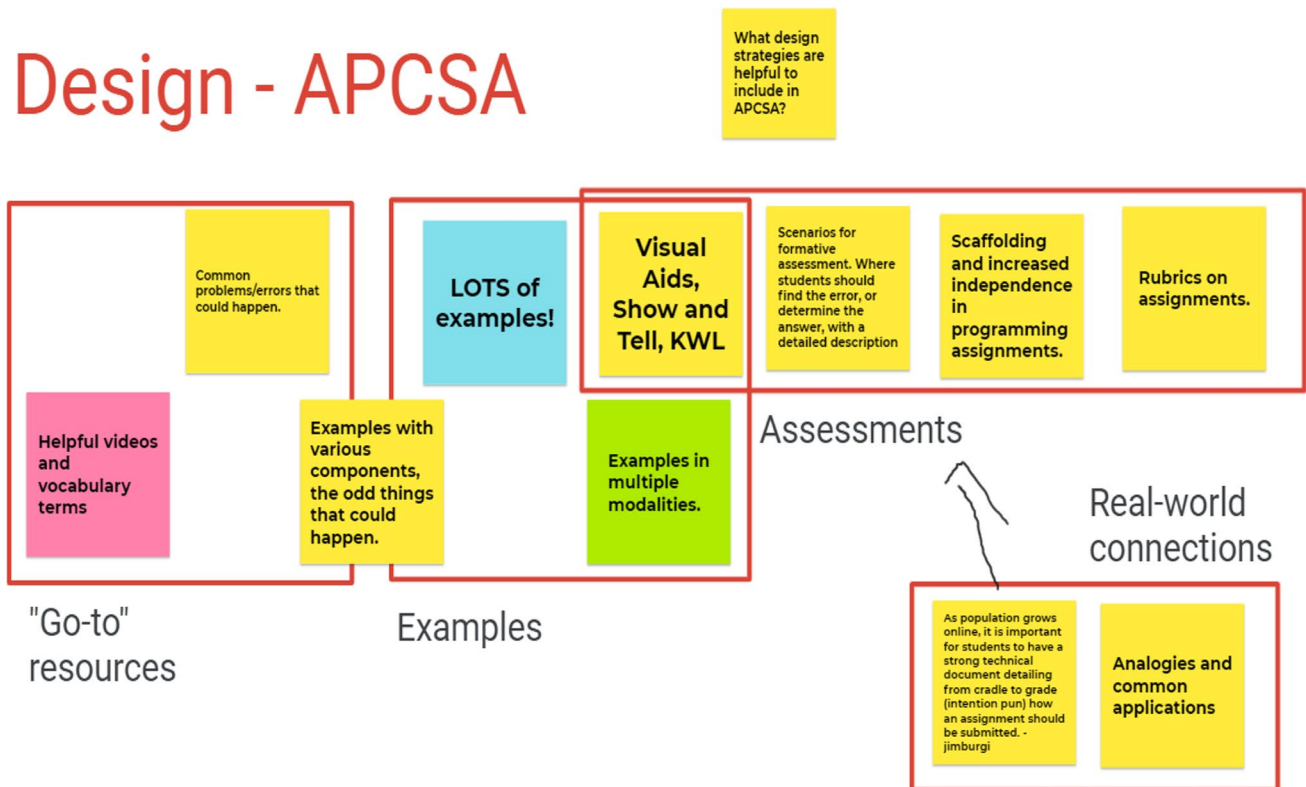 Design - APCSA
What design
strategies are
helpful to
include in
APCSA?
Common
problems/errors that
could happen.
Helpful videos
and
vocabulary
terms
Examples with
various
components,
the odd things
that could
happen.
"Go-to"
resources
LOTS of
examples!
Visual
Aids,
Show and
Tell, KWL
Examples in
multiple
modalities.
Examples
Scenarios for
formative
assessment. Where
students should
find the error, or
determine the
answer, with a
detailed description
Scaffolding
and increased
independence
in
programming
assignments.
Rubrics on
assignments.
Assessments
Real-world
connections
As population grows
online, it is important
for students to have a
strong technical
document detailing
from cradle to grade
(intention pun) how
an assignment should
be submitted. -
jimburgi
Analogies and
common
applications